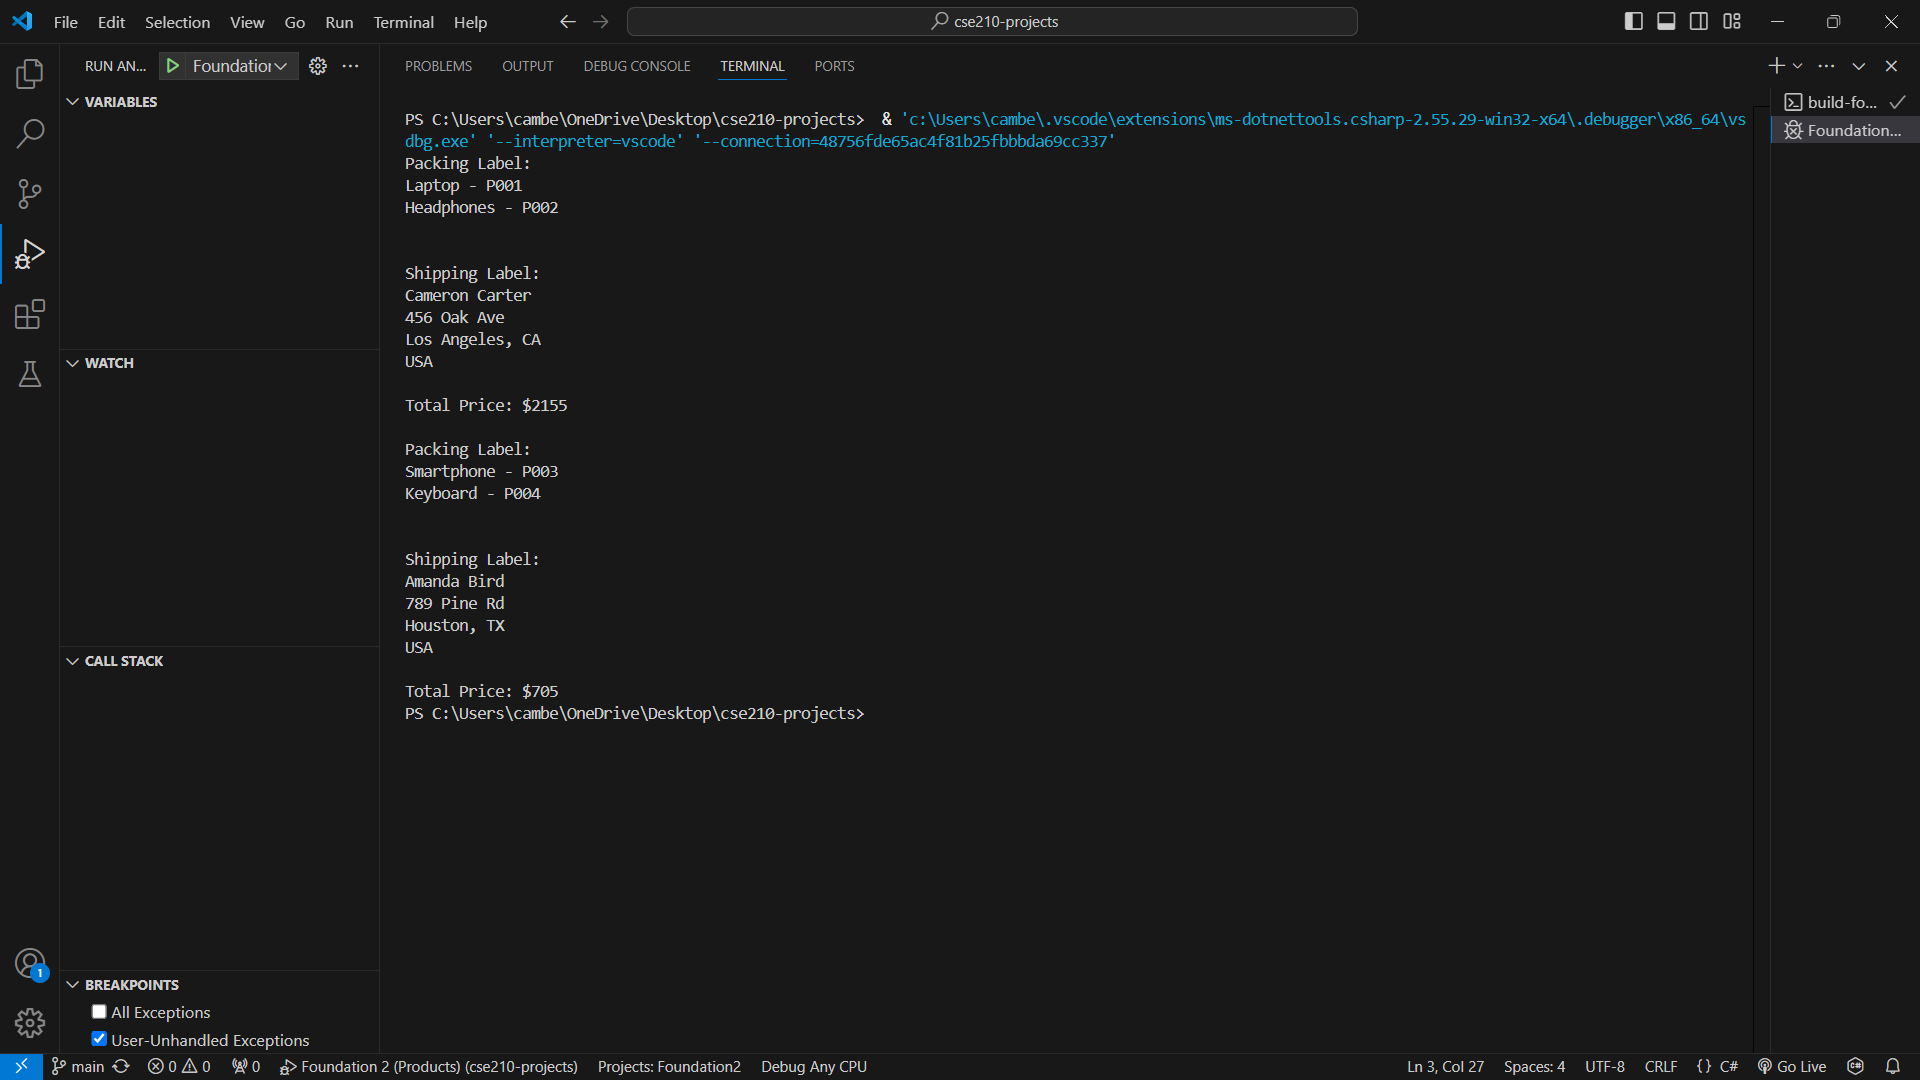 File Edit Selection View Go Run Terminal Help
cse210-projects
RUN AN...
Foundation
PROBLEMS OUTPUT DEBUG CONSOLE TERMINAL PORTS
VARIABLES
WATCH
CALL STACK
BREAKPOINTS
All Exceptions
User-Unhandled Exceptions
PS C:\Users\cambe\OneDrive\Desktop\cse210-projects> & 'c:\Users\cambe\.vscode\extensions\ms-dotnettools.csharp-2.55.29-win32-x64\.debugger\x86_64\vs
dbg.exe' '--interpreter=vscode' '--connection=48756fde65ac4f81b25fbbbda69cc337'
Packing Label:
Laptop - P001
Headphones - P002
Shipping Label:
Cameron Carter
456 Oak Ave
Los Angeles, CA
USA
Total Price: $2155
Packing Label:
Smartphone - P003
Keyboard - P004
Shipping Label:
Amanda Bird
789 Pine Rd
Houston, TX
USA
Total Price: $705
PS C:\Users\cambe\OneDrive\Desktop\cse210-projects>
build-fo...
Foundation...
1
main 0 0 0 Foundation 2 (Products) (cse210-projects) Projects: Foundation2 Debug Any CPU
Ln 3, Col 27 Spaces: 4 UTF-8 CRLF {} C# Go Live